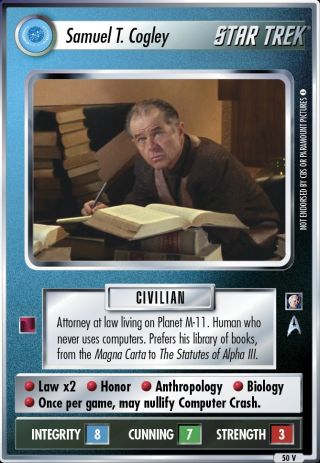 Samuel T. Cogley
STAR TREK
NOT ENDORSED BY CBS OR PARAMOUNT PICTURES
CIVILIAN
Attorney at law living on Planet M-11. Human who
never uses computers. Prefers his library of books,
from the Magna Carta to The Statutes of Alpha III.
Law x2 Honor Anthropology Biology
Once per game, may nullify Computer Crash.
INTEGRITY 8 CUNNING 7 STRENGTH 3
50 V